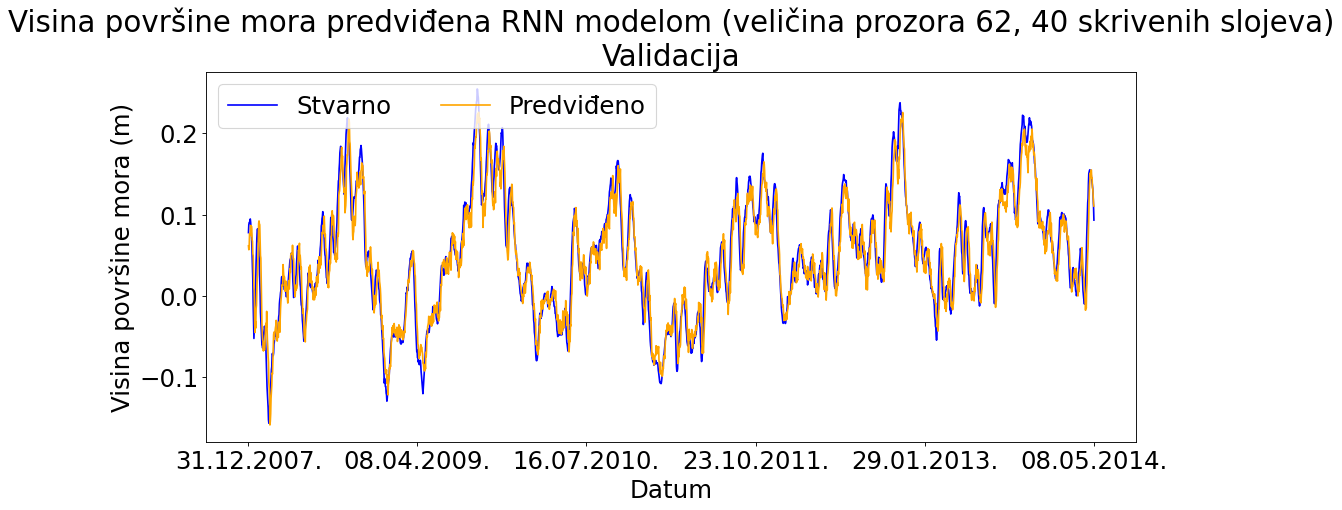 Visina površine mora predviđena RNN modelom (veličina prozora 62, 40 skrivenih slojeva)
Validacija
Stvarno
Predviđeno
Visina površine mora (m)
0.2
0.1
0.0
−0.1
31.12.2007.
08.04.2009.
16.07.2010.
23.10.2011.
29.01.2013.
08.05.2014.
Datum